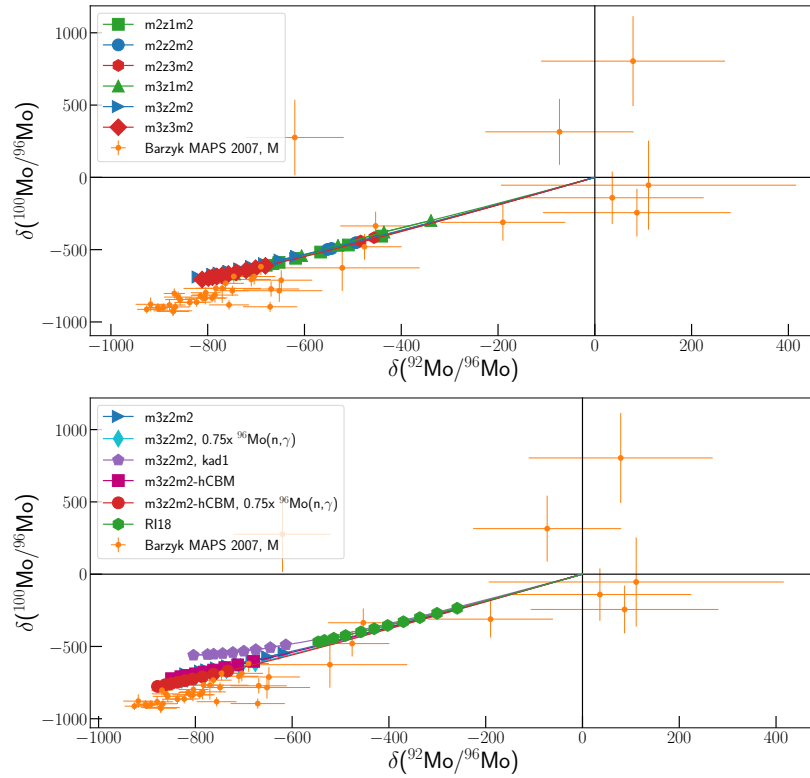 m2z1m2
m2z2m2
m2z3m2
m3z1m2
m3z2m2
m3z3m2
Barzyk MAPS 2007, M
1000
500
0
−500
−1000
δ(¹⁰⁰Mo/⁹⁶Mo)
−1000 −800 −600 −400 −200 0 200 400
δ(⁹²Mo/⁹⁶Mo)
m3z2m2
m3z2m2, 0.75x ⁹⁶Mo(n,γ)
m3z2m2, kad1
m3z2m2-hCBM
m3z2m2-hCBM, 0.75x ⁹⁶Mo(n,γ)
RI18
Barzyk MAPS 2007, M
1000
500
0
−500
−1000
δ(¹⁰⁰Mo/⁹⁶Mo)
−1000 −800 −600 −400 −200 0 200 400
δ(⁹²Mo/⁹⁶Mo)